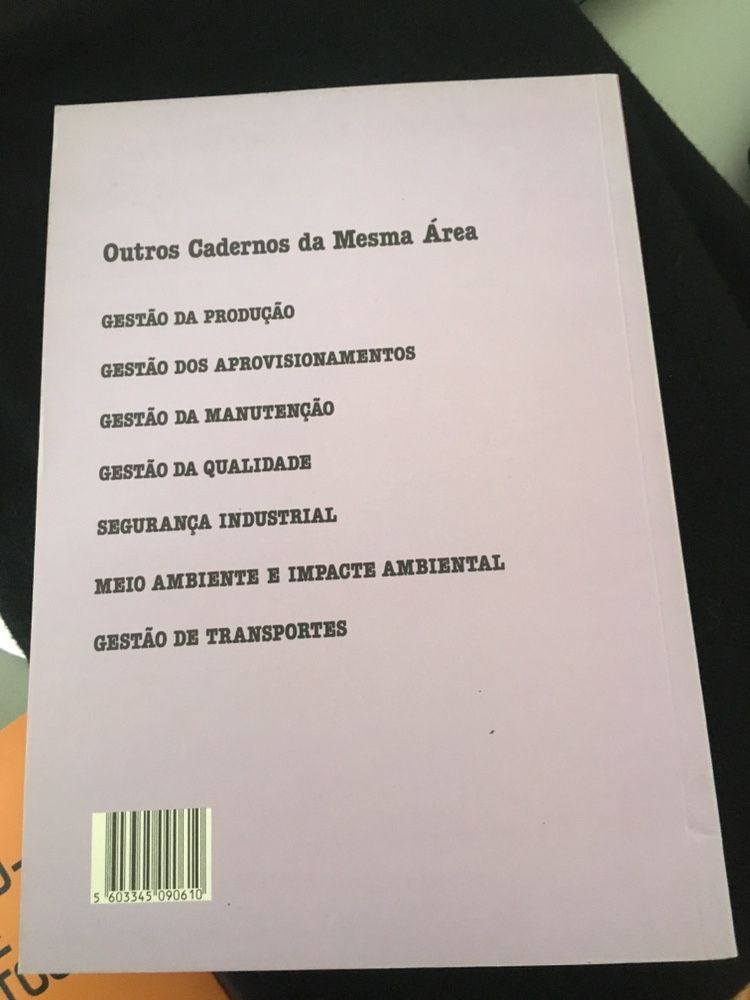 Outros Cadernos da Mesma Área
GESTÃO DA PRODUÇÃO
GESTÃO DOS APROVISIONAMENTOS
GESTÃO DA MANUTENÇÃO
GESTÃO DA QUALIDADE
SEGURANÇA INDUSTRIAL
MEIO AMBIENTE E IMPACTE AMBIENTAL
GESTÃO DE TRANSPORTES
5 603345 090610